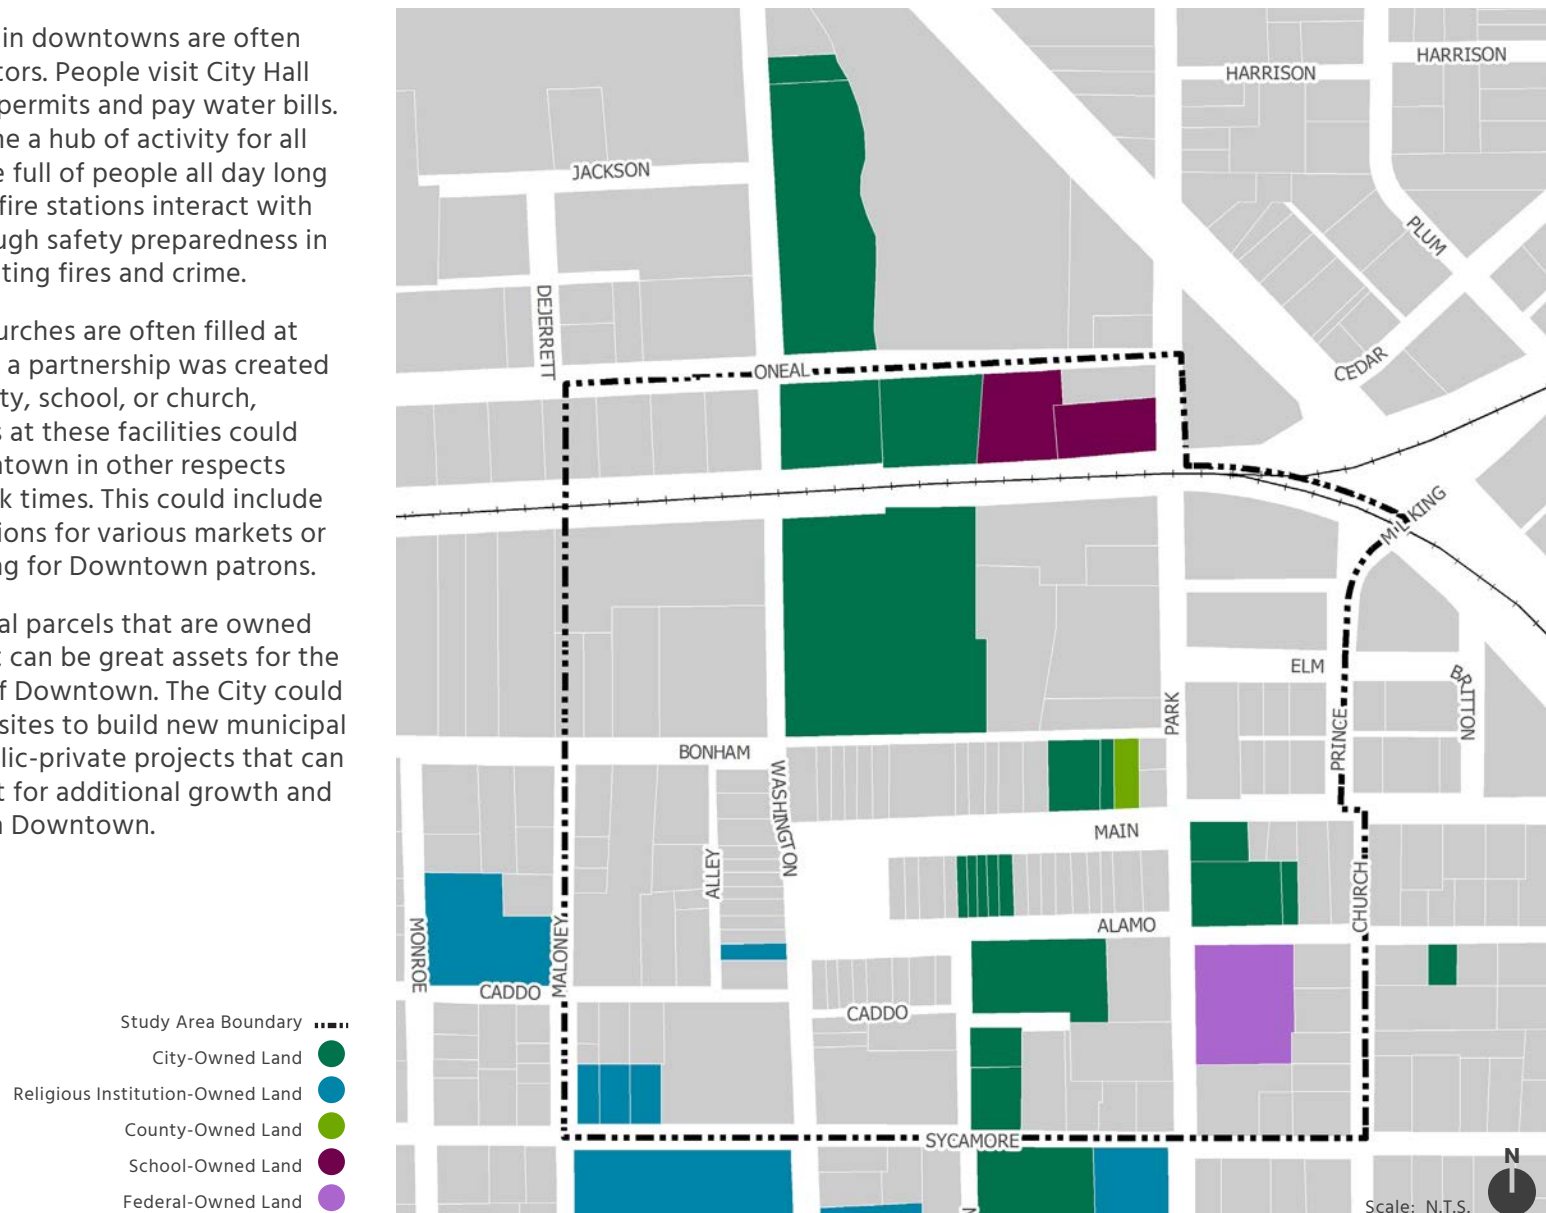 in downtowns are often
tors. People visit City Hall
permits and pay water bills.
ne a hub of activity for all
e full of people all day long
fire stations interact with
ugh safety preparedness in
ting fires and crime.
urches are often filled at
a partnership was created
ty, school, or church,
s at these facilities could
ntown in other respects
k times. This could include
ions for various markets or
ng for Downtown patrons.
al parcels that are owned
t can be great assets for the
f Downtown. The City could
sites to build new municipal
lic-private projects that can
t for additional growth and
n Downtown.
HARRISON
HARRISON
JACKSON
PLUM
DEJERRETT
CEDAR
ONEAL
M L KING
ELM
BRITTON
PARK
PRINCE
BONHAM
WASHINGTON
MAIN
ALLEY
CHURCH
ALAMO
MONROE
MALONEY
CADDO
CADDO
SYCAMORE
Study Area Boundary
City-Owned Land
Religious Institution-Owned Land
County-Owned Land
School-Owned Land
Federal-Owned Land
N
Scale: N.T.S.